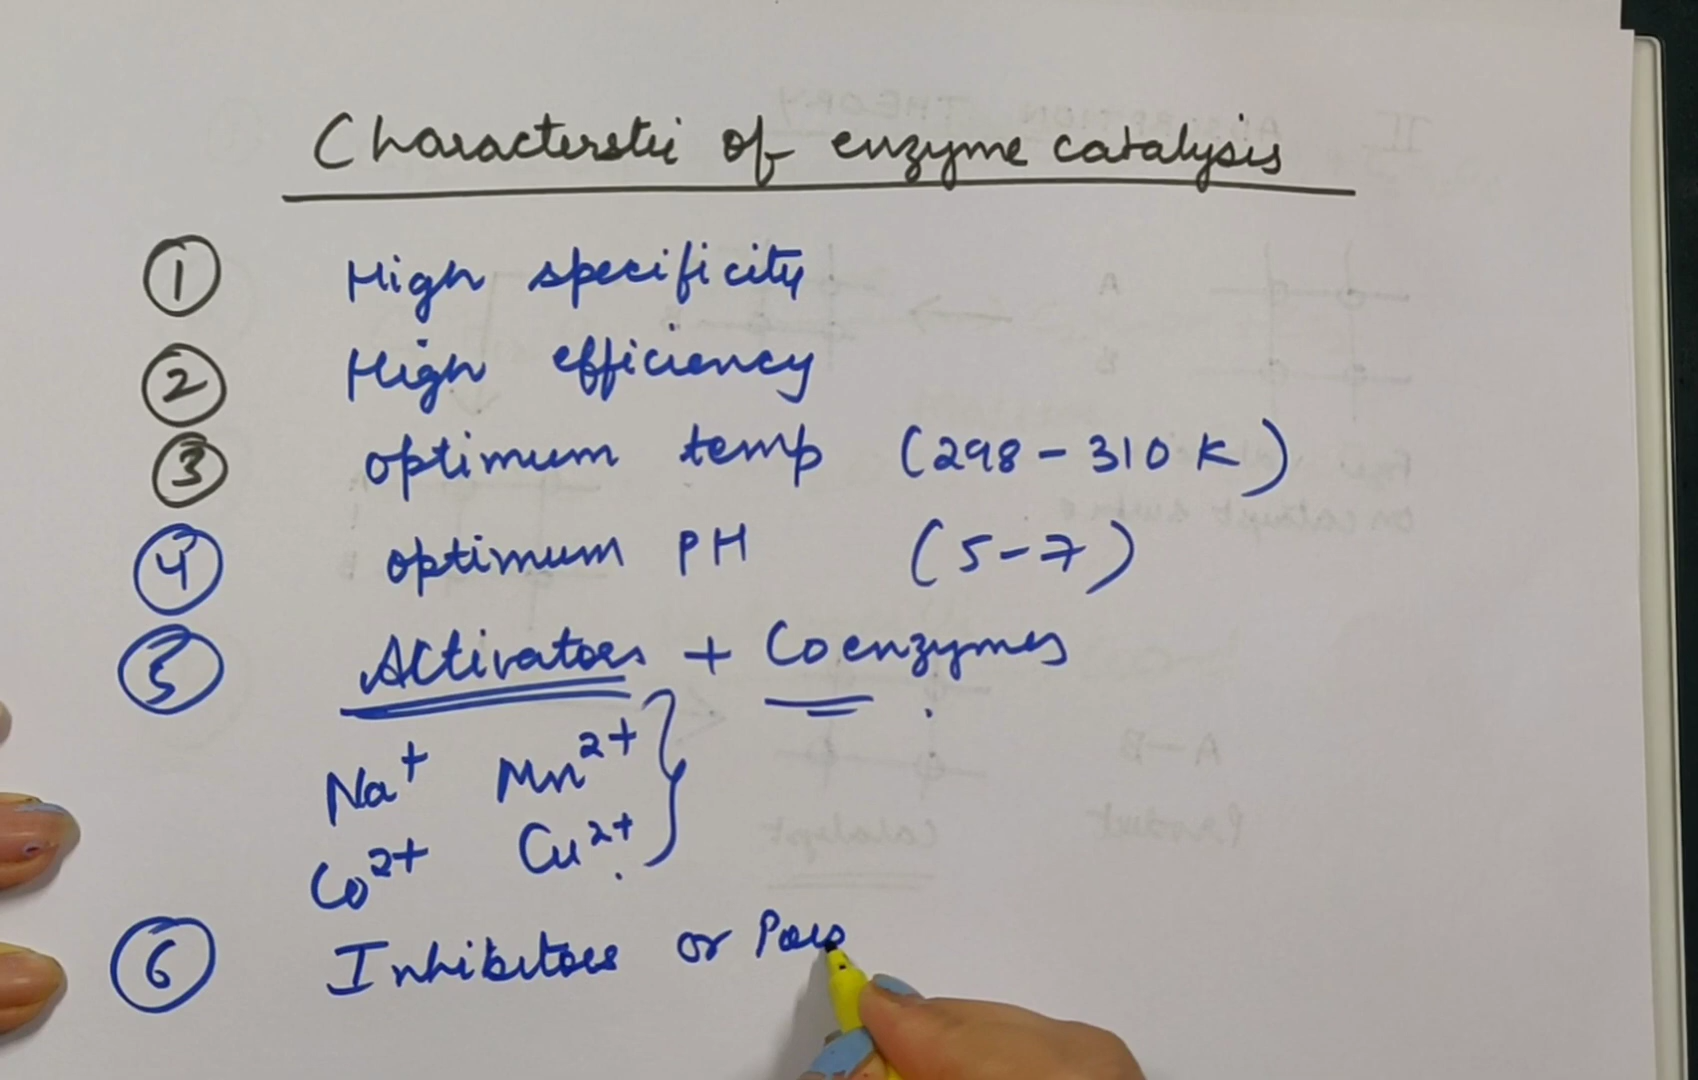 Characterstic of enzyme catalysis
① High specificity
② High efficiency
③ optimum temp (298 - 310 K)
④ optimum PH (5-7)
⑤ Activators + Coenzymes
Na⁺ Mn²⁺
Co²⁺ Cu²⁺
⑥ Inhibitors or Pois